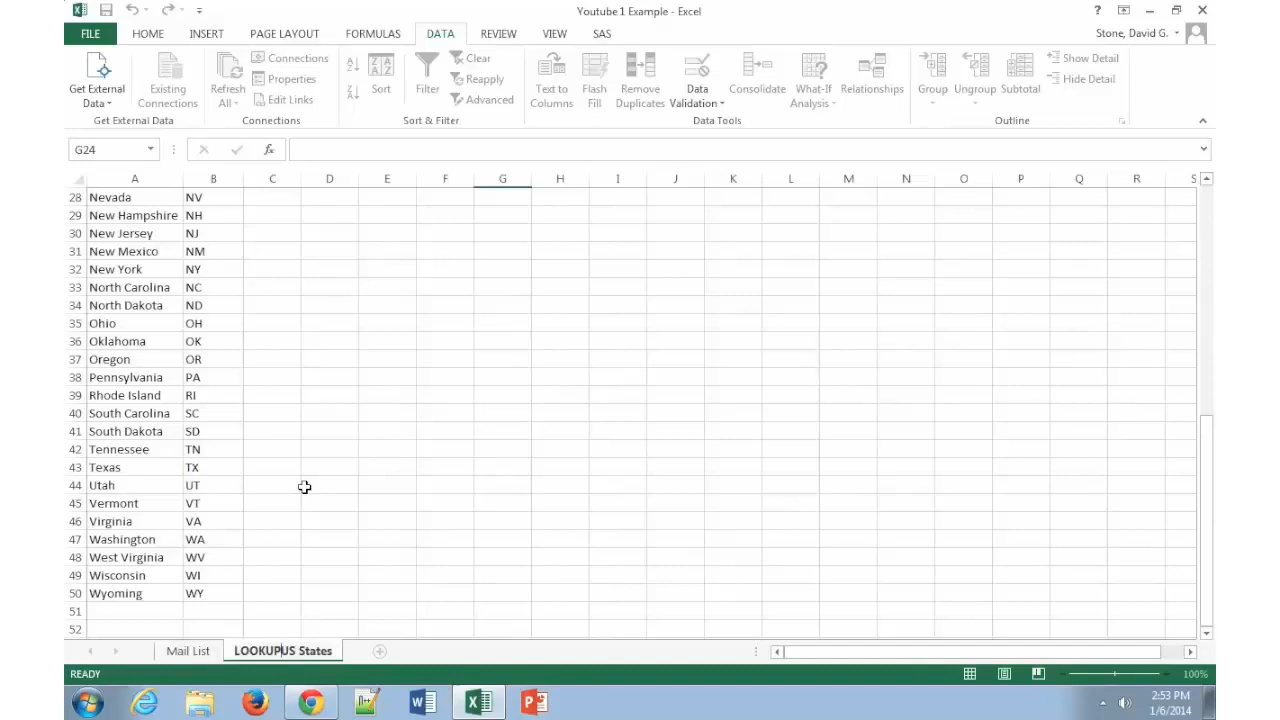 Youtube 1 Example - Excel
?
FILE HOME INSERT PAGE LAYOUT FORMULAS DATA REVIEW VIEW SAS Stone, David G.
Get External Data
Existing Connections
Refresh All
Connections
Properties
Edit Links
Sort
Filter
Clear
Reapply
Advanced
Text to Columns
Flash Fill
Remove Duplicates
Data Validation
Consolidate
What-If Analysis
Relationships
Group
Ungroup
Subtotal
Show Detail
Hide Detail
Get External Data Connections Sort & Filter Data Tools Outline
G24 fx
A B C D E F G H I J K L M N O P Q R S
28 Nevada NV
29 New Hampshire NH
30 New Jersey NJ
31 New Mexico NM
32 New York NY
33 North Carolina NC
34 North Dakota ND
35 Ohio OH
36 Oklahoma OK
37 Oregon OR
38 Pennsylvania PA
39 Rhode Island RI
40 South Carolina SC
41 South Dakota SD
42 Tennessee TN
43 Texas TX
44 Utah UT
45 Vermont VT
46 Virginia VA
47 Washington WA
48 West Virginia WV
49 Wisconsin WI
50 Wyoming WY
51
52
Mail List LOOKUPUS States
READY 100%
2:53 PM
1/6/2014